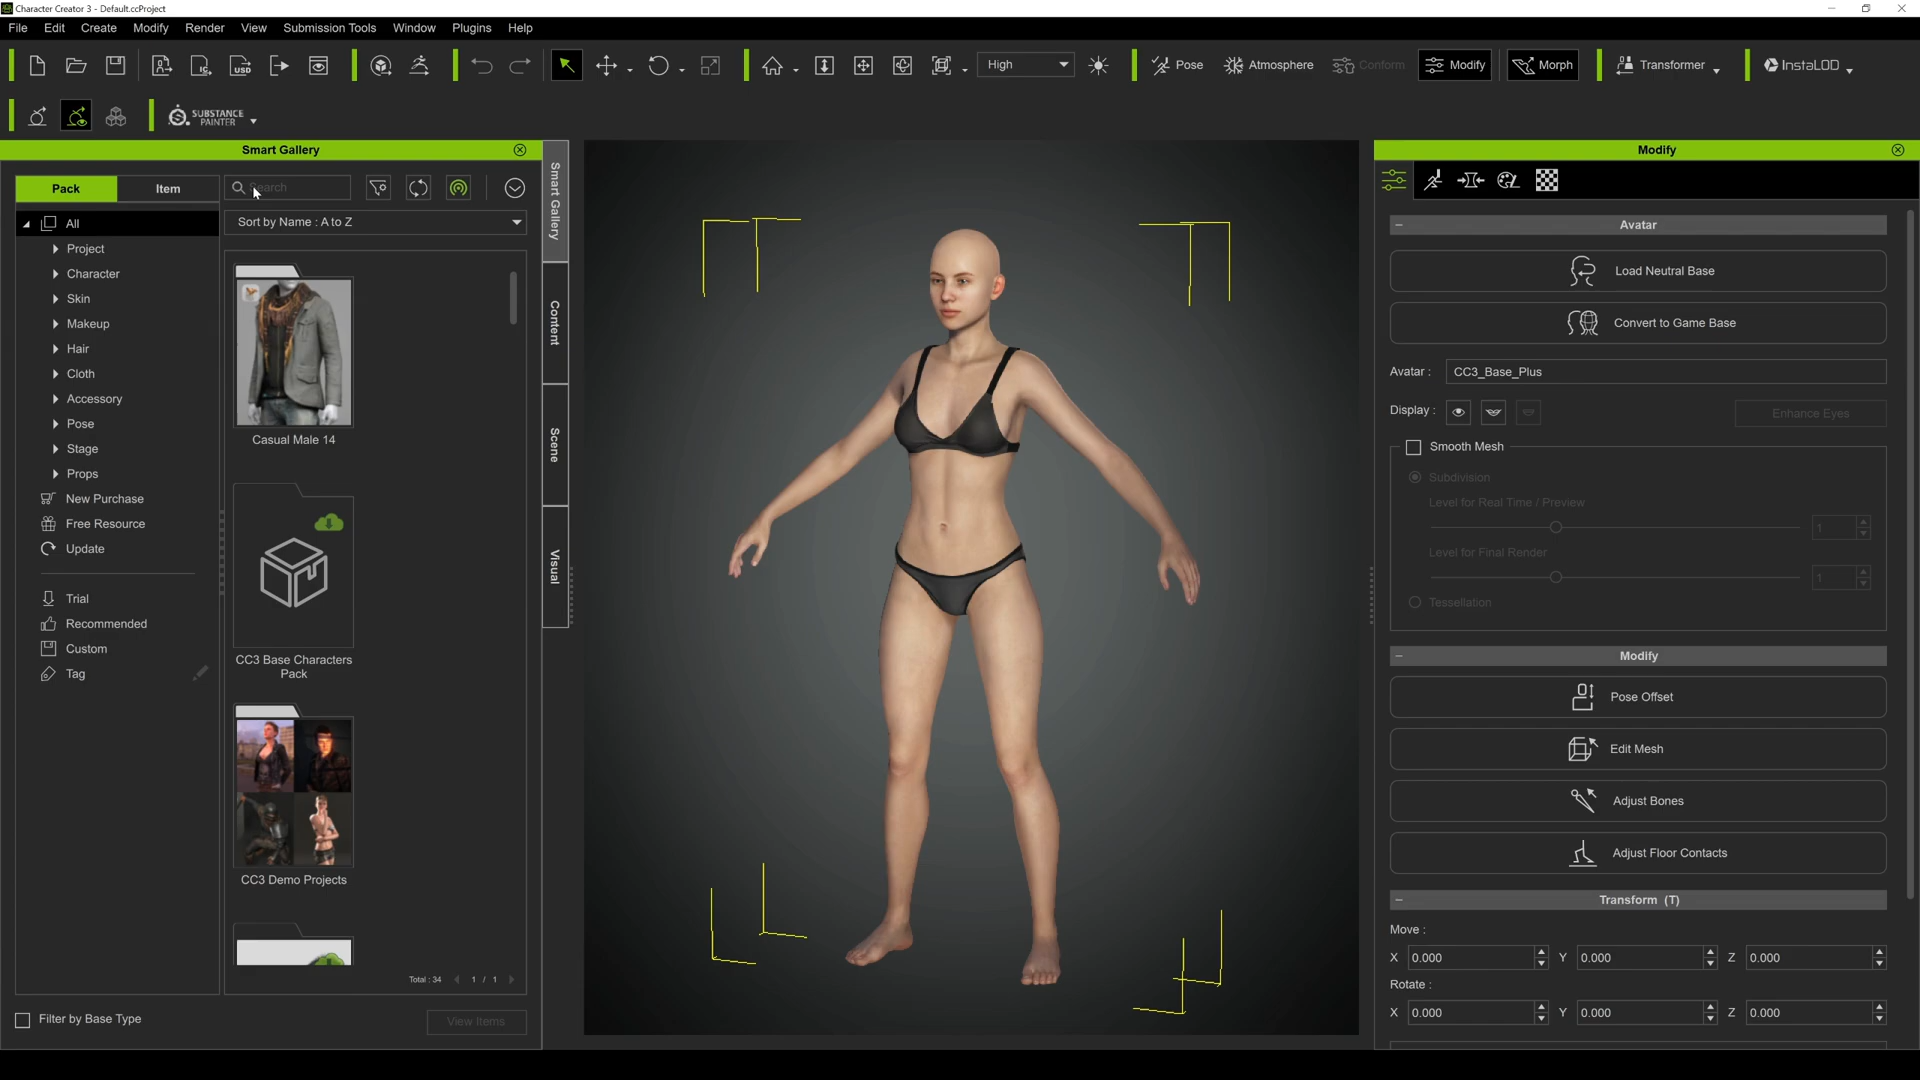 Character Creator 3 - Default.ccProject
File Edit Create Modify Render View Submission Tools Window Plugins Help
High Pose Atmosphere Conform Modify Morph Transformer InstaLOD
SUBSTANCE PAINTER
Smart Gallery
Pack Item Search
Sort by Name : A to Z
All
Project
Character
Skin
Makeup
Hair
Cloth
Accessory
Pose
Stage
Props
New Purchase
Free Resource
Update
Trial
Recommended
Custom
Tag
Casual Male 14
CC3 Base Characters
Pack
CC3 Demo Projects
Total : 34 1 / 1
Filter by Base Type View Items
Smart Gallery
Content
Scene
Visual
Modify
Avatar
Load Neutral Base
Convert to Game Base
Avatar : CC3_Base_Plus
Display : Enhance Eyes
Smooth Mesh
Subdivision
Level for Real Time / Preview
1
Level for Final Render
1
Tessellation
Modify
Pose Offset
Edit Mesh
Adjust Bones
Adjust Floor Contacts
Transform (T)
Move :
X 0.000 Y 0.000 Z 0.000
Rotate :
X 0.000 Y 0.000 Z 0.000